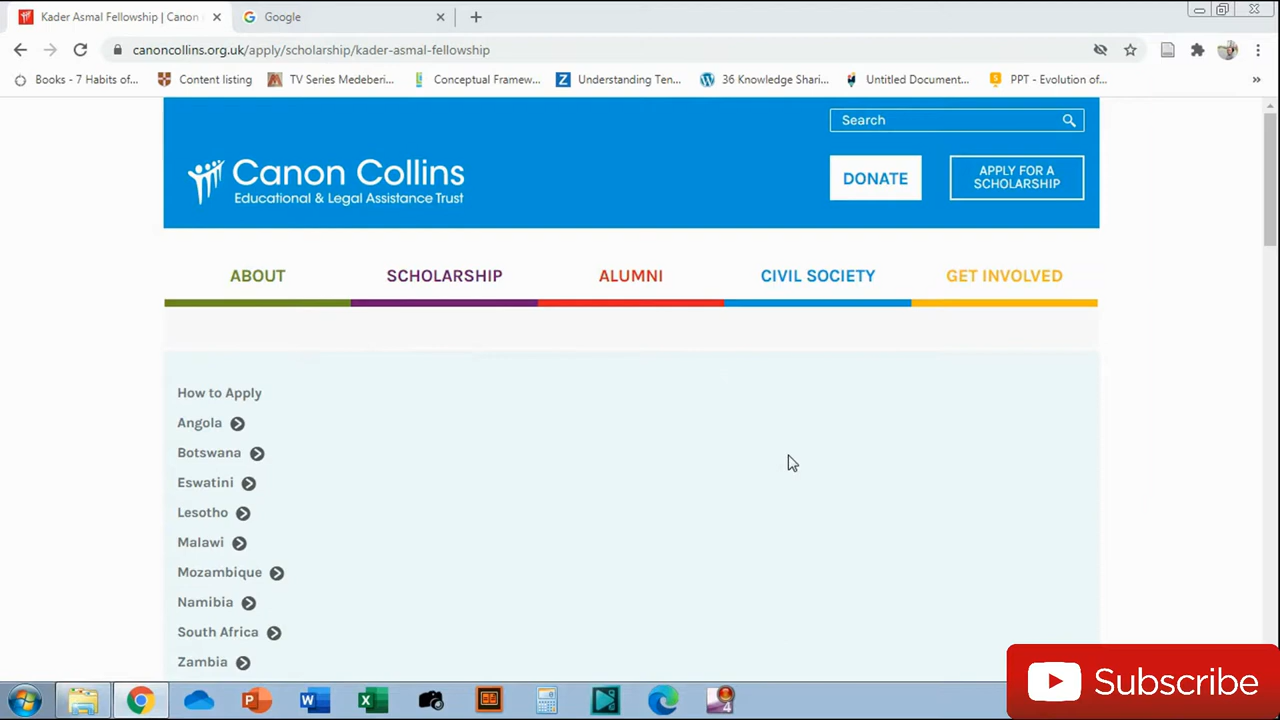 Kader Asmal Fellowship | Canon
Google
canoncollins.org.uk/apply/scholarship/kader-asmal-fellowship
Books - 7 Habits of...
Content listing
TV Series Medeberi...
Conceptual Framew...
Understanding Ten...
36 Knowledge Shari...
Untitled Document...
PPT - Evolution of...
Search
Canon Collins
Educational & Legal Assistance Trust
DONATE
APPLY FOR A
SCHOLARSHIP
ABOUT
SCHOLARSHIP
ALUMNI
CIVIL SOCIETY
GET INVOLVED
How to Apply
Angola
Botswana
Eswatini
Lesotho
Malawi
Mozambique
Namibia
South Africa
Zambia
Subscribe